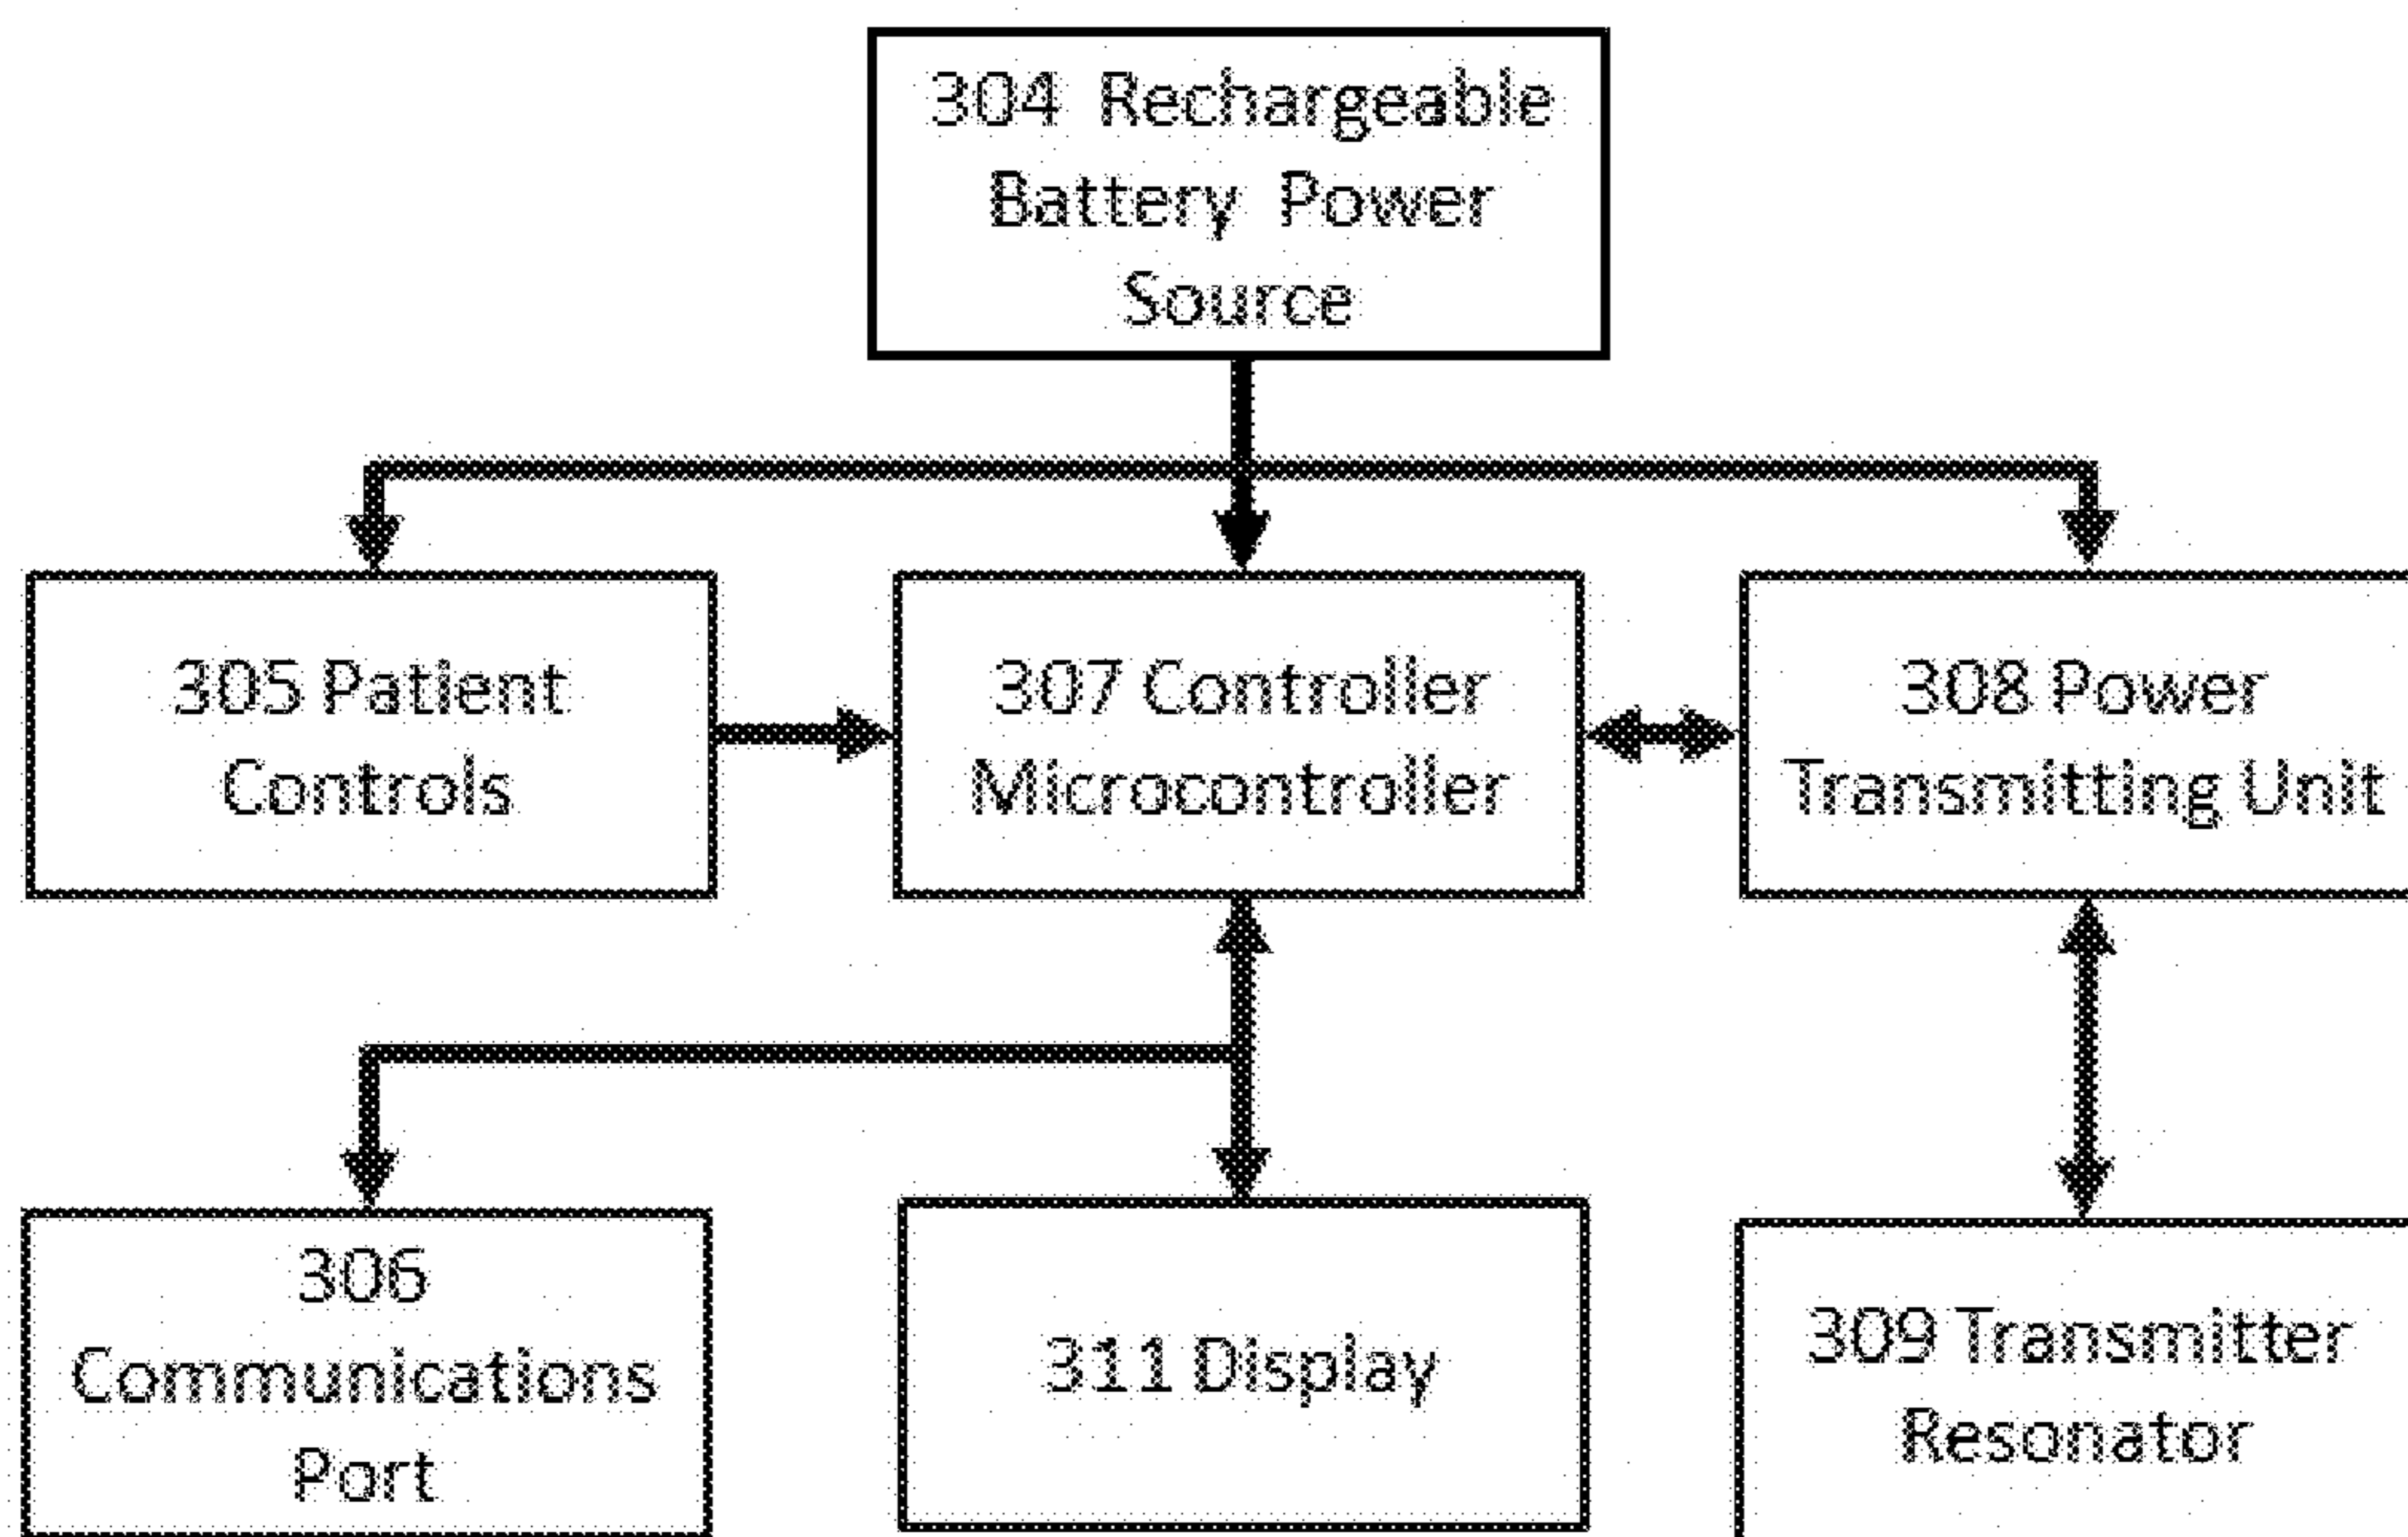 304 Rechargeable
Battery Power
Source
305 Patient
Controls
307 Controller
Microcontroller
308 Power
Transmitting Unit
306
Communications
Port
311 Display
309 Transmitter
Resonator